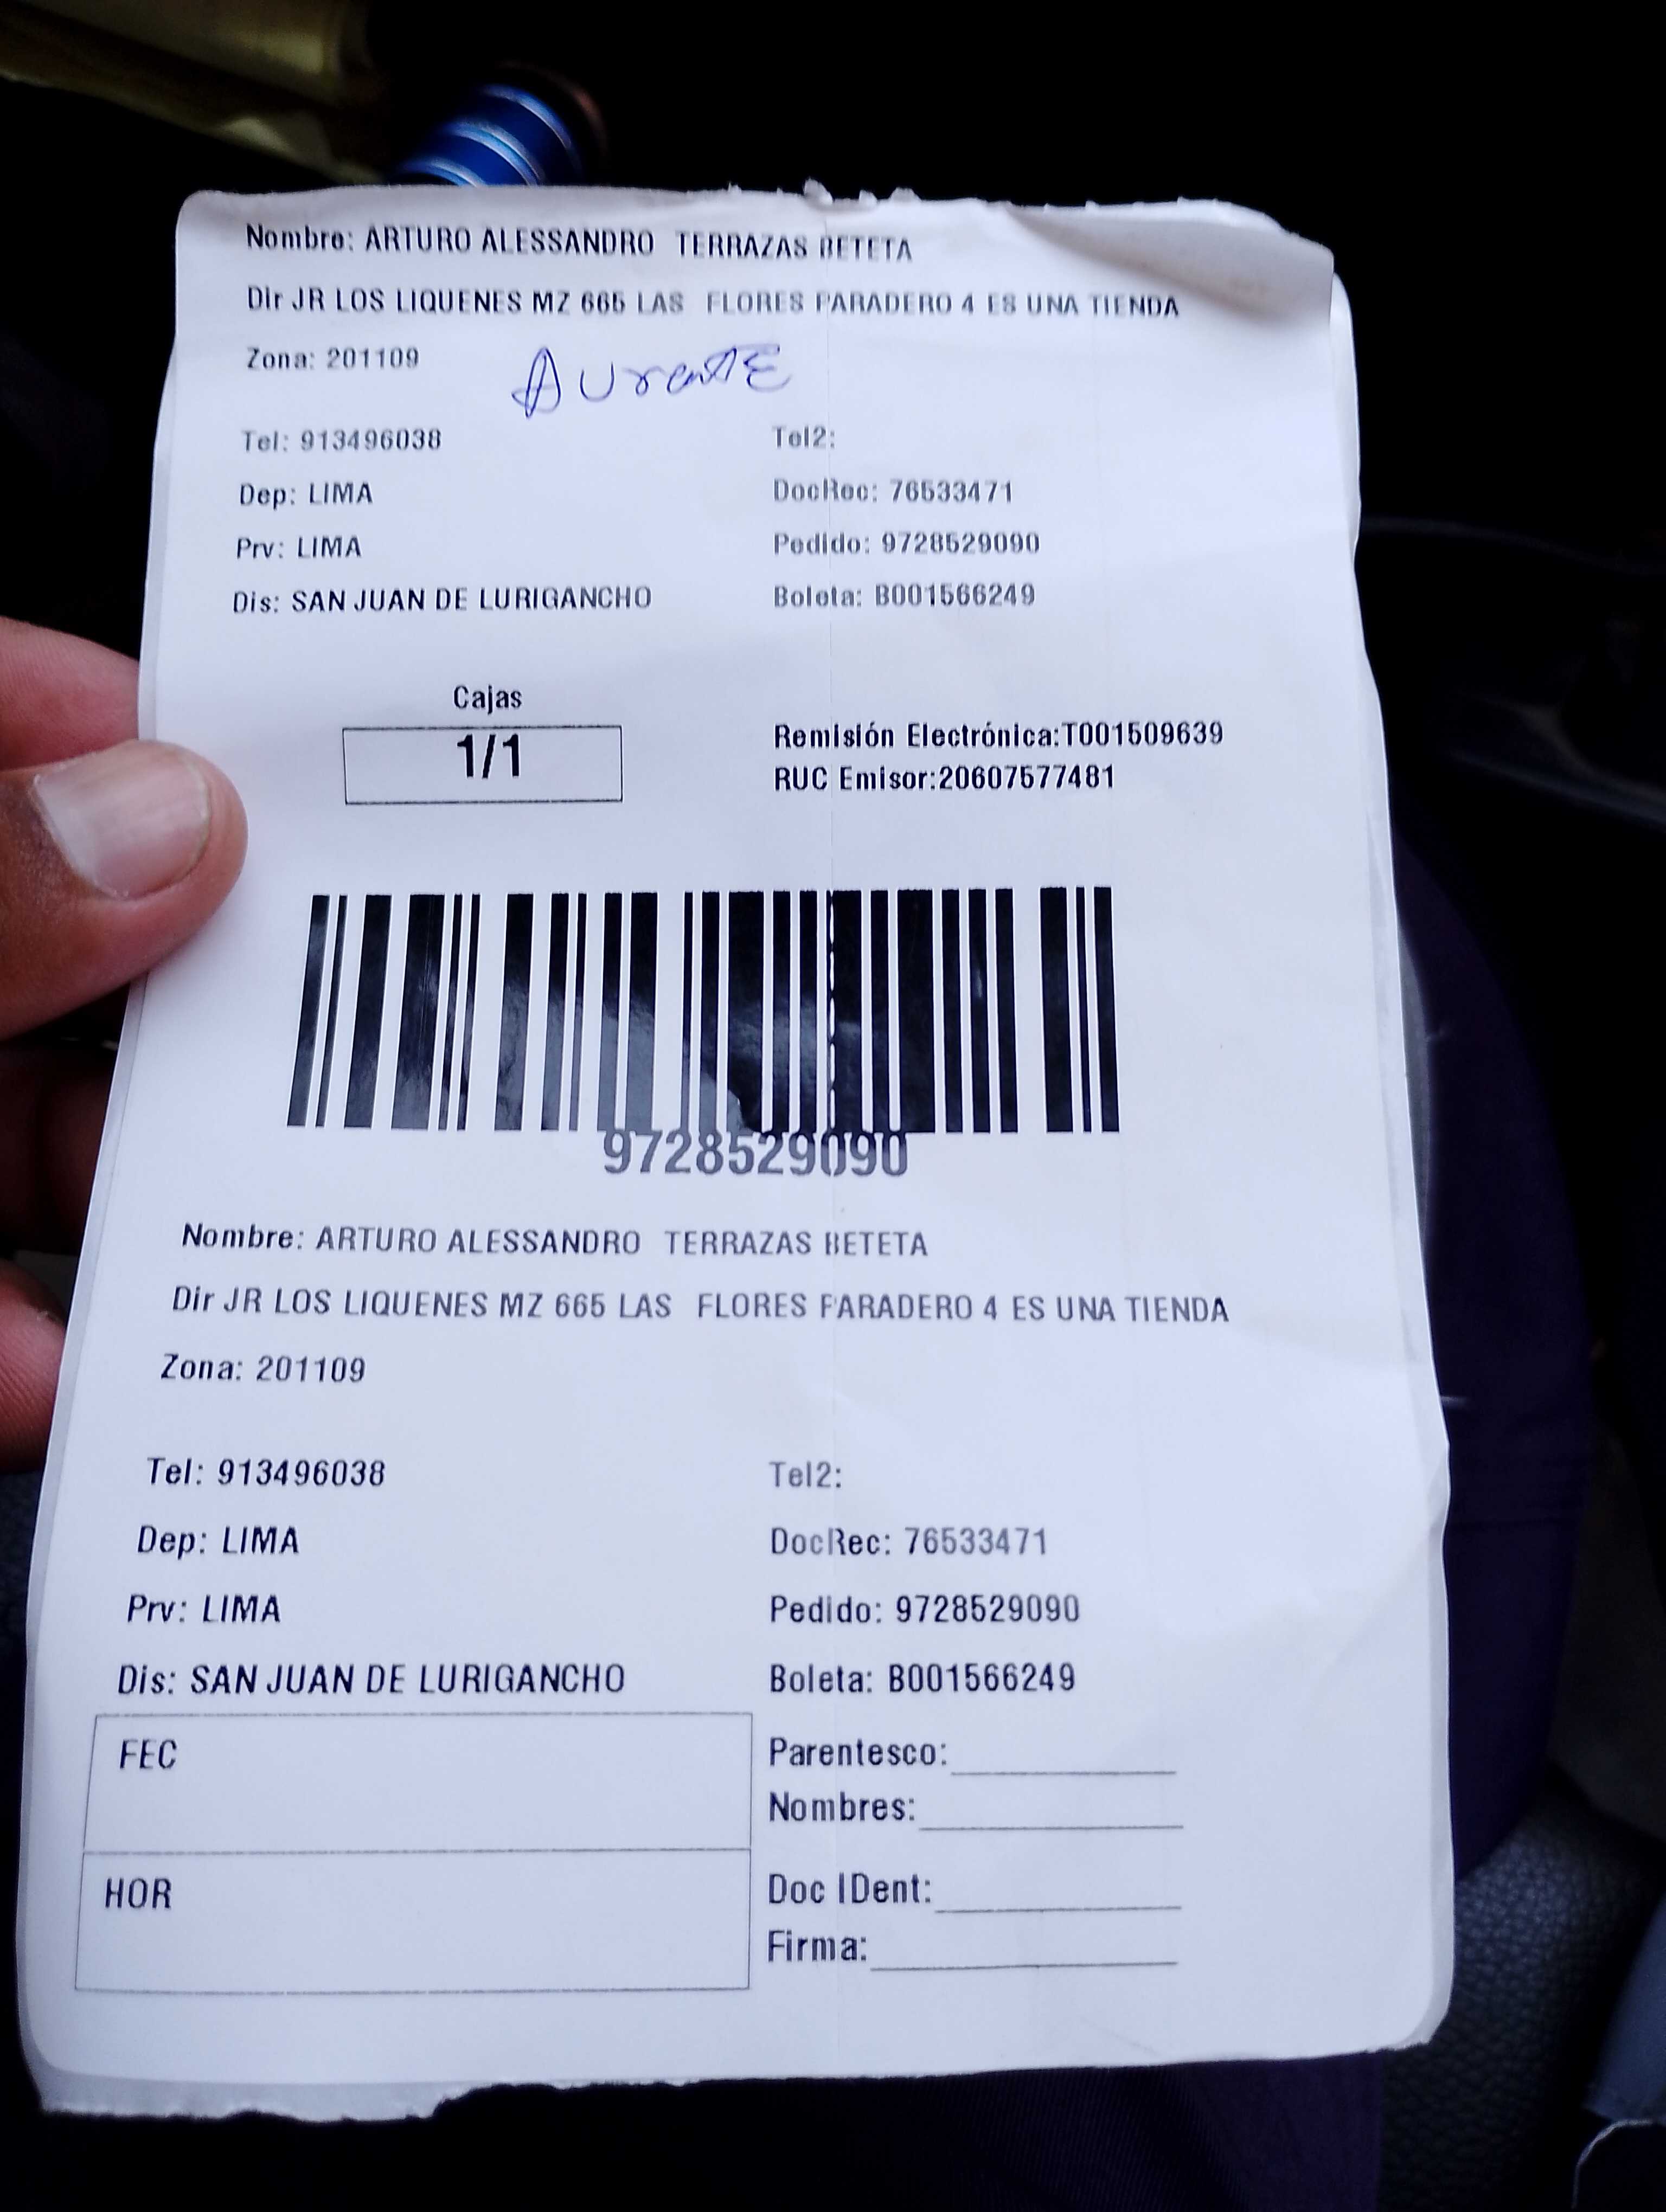 Nombre: ARTURO ALESSANDRO TERRAZAS BETETA
Dir JR LOS LIQUENES MZ 665 LAS FLORES PARADERO 4 ES UNA TIENDA
Zona: 201109
Tel: 913496038 Tel2:
Dep: LIMA DocRec: 76533471
Prv: LIMA Pedido: 9728529090
Dis: SAN JUAN DE LURIGANCHO Boleta: B001566249
Cajas
1/1
Remisión Electrónica:T001509639
RUC Emisor:20607577481
9728529090
Nombre: ARTURO ALESSANDRO TERRAZAS BETETA
Dir JR LOS LIQUENES MZ 665 LAS FLORES PARADERO 4 ES UNA TIENDA
Zona: 201109
Tel: 913496038 Tel2:
Dep: LIMA DocRec: 76533471
Prv: LIMA Pedido: 9728529090
Dis: SAN JUAN DE LURIGANCHO Boleta: B001566249
FEC
HOR
Parentesco:
Nombres:
Doc IDent:
Firma: